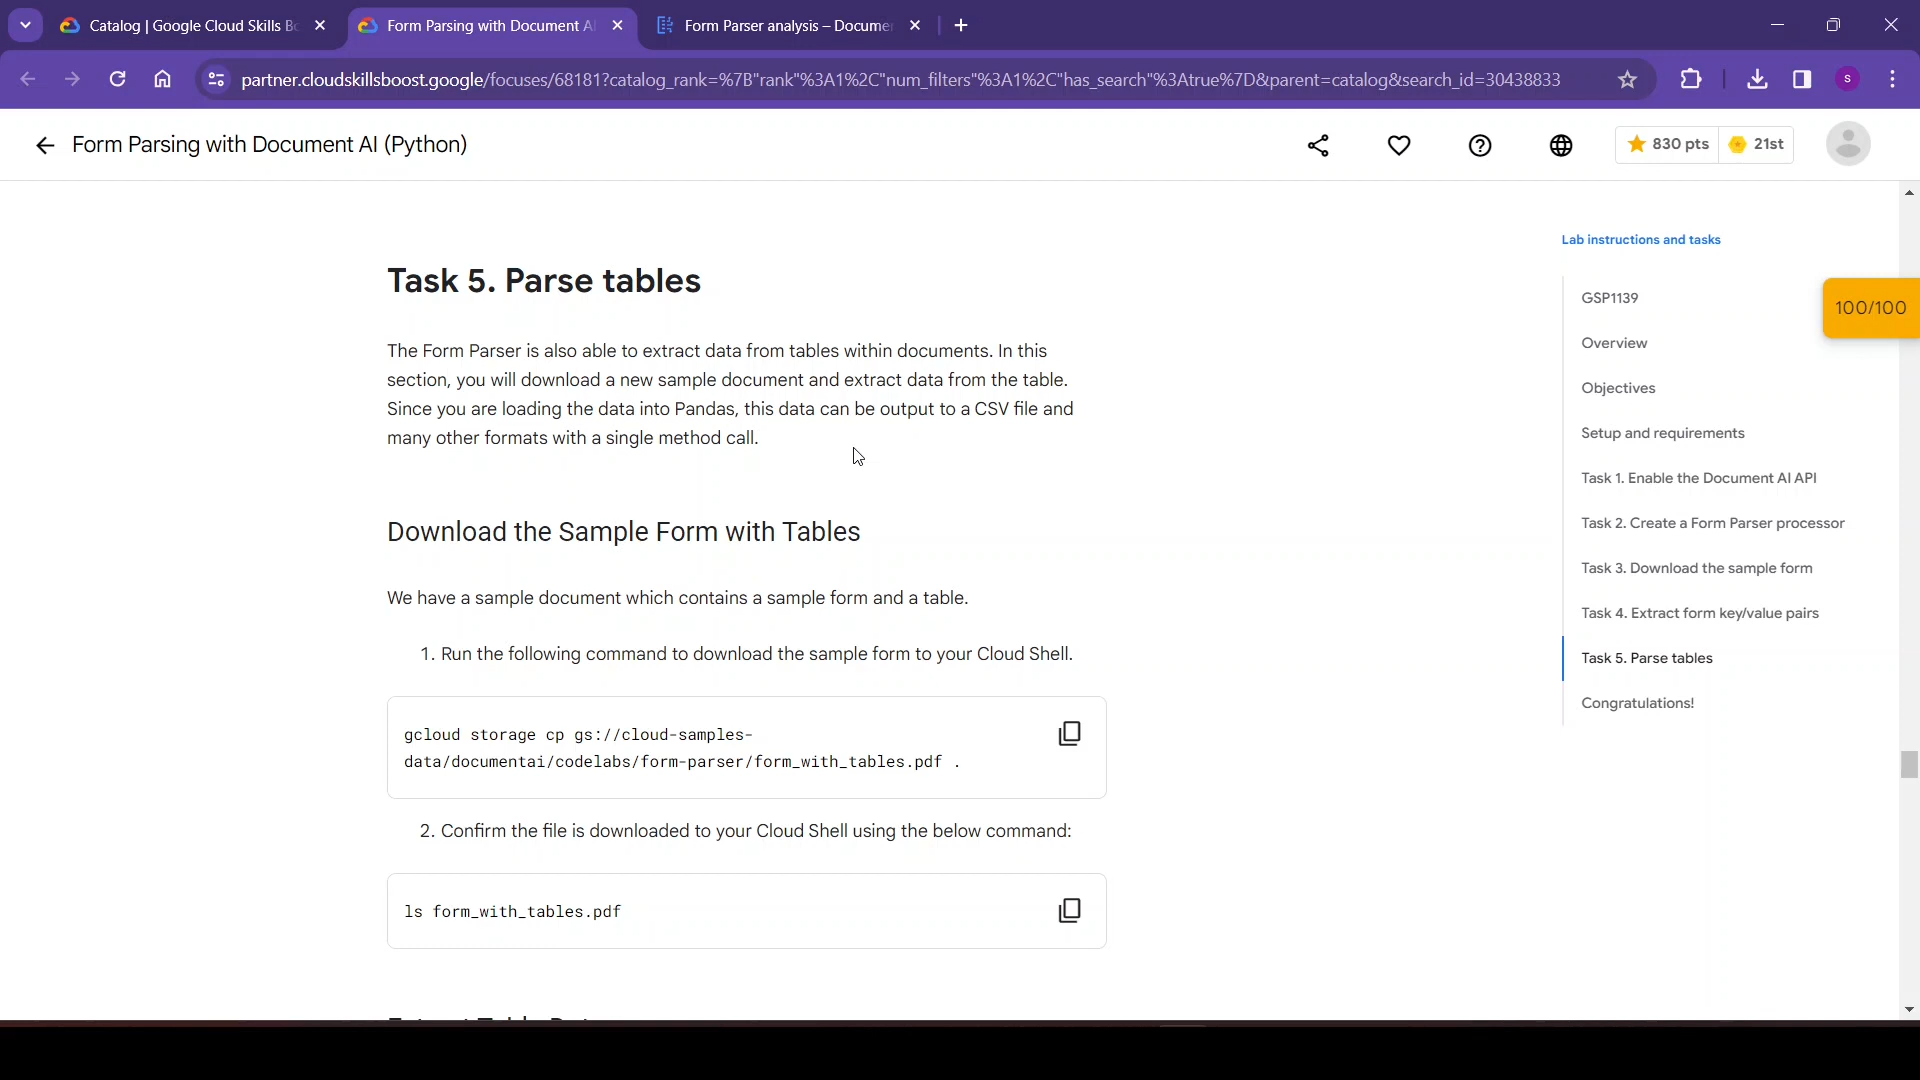 Catalog | Google Cloud Skills Bo
Form Parsing with Document AI
Form Parser analysis – Docume
partner.cloudskillsboost.google/focuses/68181?catalog_rank=%7B"rank"%3A1%2C"num_filters"%3A1%2C"has_search"%3Atrue%7D&parent=catalog&search_id=30438833
S
Form Parsing with Document AI (Python)
830 pts
21st
Lab instructions and tasks
GSP1139
100/100
Overview
Objectives
Setup and requirements
Task 1. Enable the Document AI API
Task 2. Create a Form Parser processor
Task 3. Download the sample form
Task 4. Extract form key/value pairs
Task 5. Parse tables
Congratulations!
Task 5. Parse tables
The Form Parser is also able to extract data from tables within documents. In this
section, you will download a new sample document and extract data from the table.
Since you are loading the data into Pandas, this data can be output to a CSV file and
many other formats with a single method call.
Download the Sample Form with Tables
We have a sample document which contains a sample form and a table.
1. Run the following command to download the sample form to your Cloud Shell.
gcloud storage cp gs://cloud-samples-
data/documentai/codelabs/form-parser/form_with_tables.pdf .
2. Confirm the file is downloaded to your Cloud Shell using the below command:
ls form_with_tables.pdf